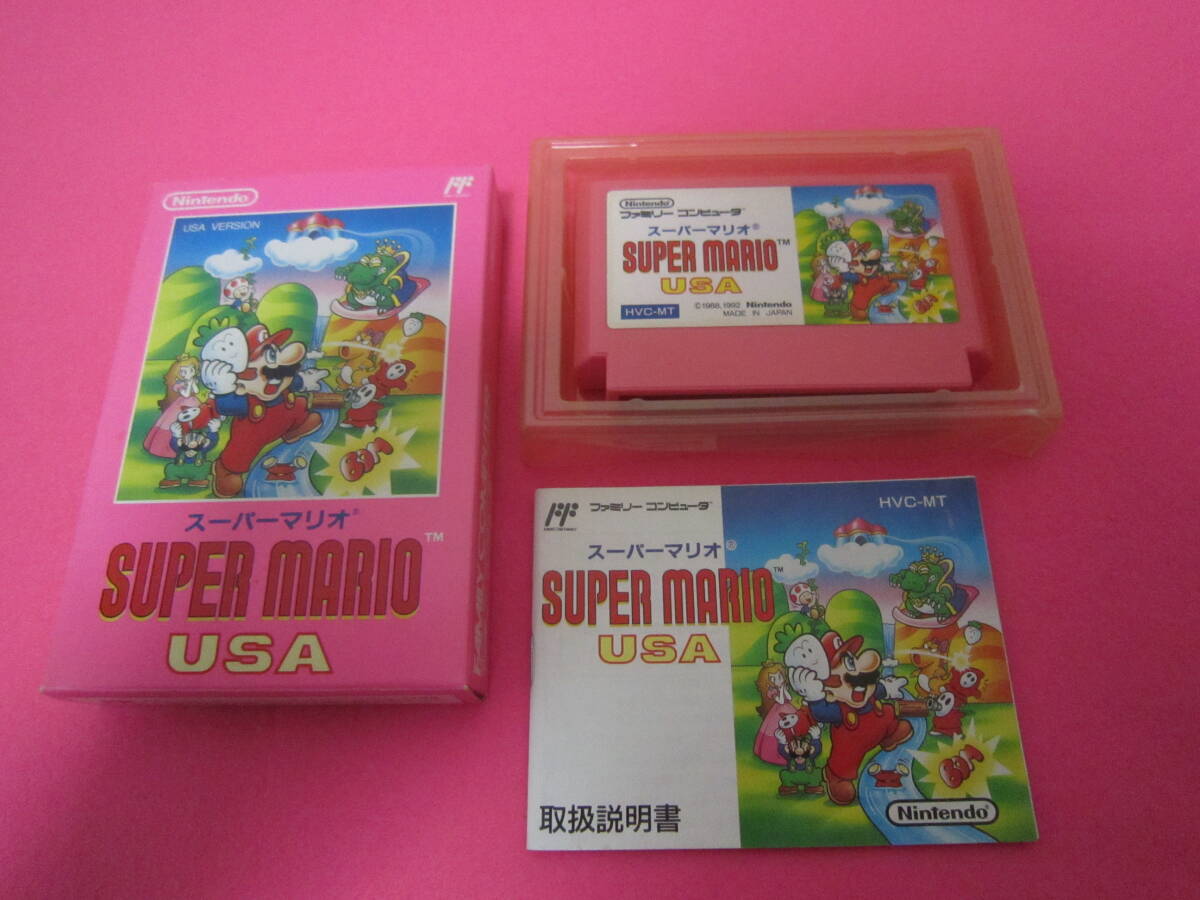 Nintendo
USA VERSION
スーパーマリオ®
SUPER MARIO™
USA
Nintendo
ファミリー コンピュータ
スーパーマリオ®
SUPER MARIO™
USA
HVC-MT
©1988,1992 Nintendo
MADE IN JAPAN
ファミリー コンピュータ
HVC-MT
スーパーマリオ®
SUPER MARIO™
USA
取扱説明書
Nintendo